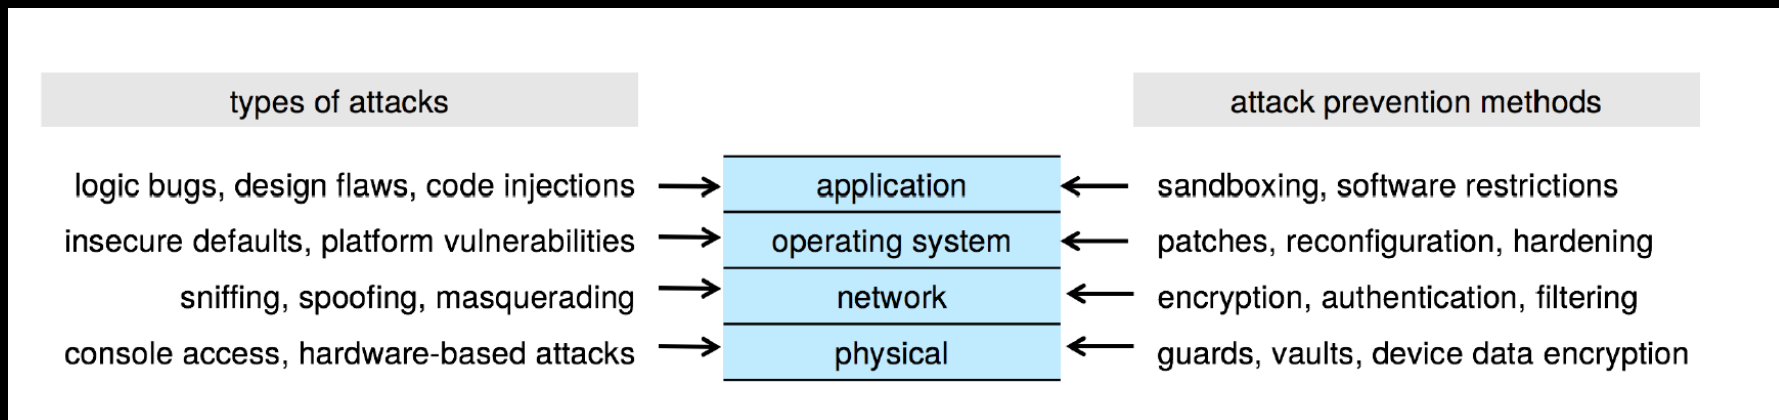 types of attacks
attack prevention methods
logic bugs, design flaws, code injections
application
sandboxing, software restrictions
insecure defaults, platform vulnerabilities
operating system
patches, reconfiguration, hardening
sniffing, spoofing, masquerading
network
encryption, authentication, filtering
console access, hardware-based attacks
physical
guards, vaults, device data encryption